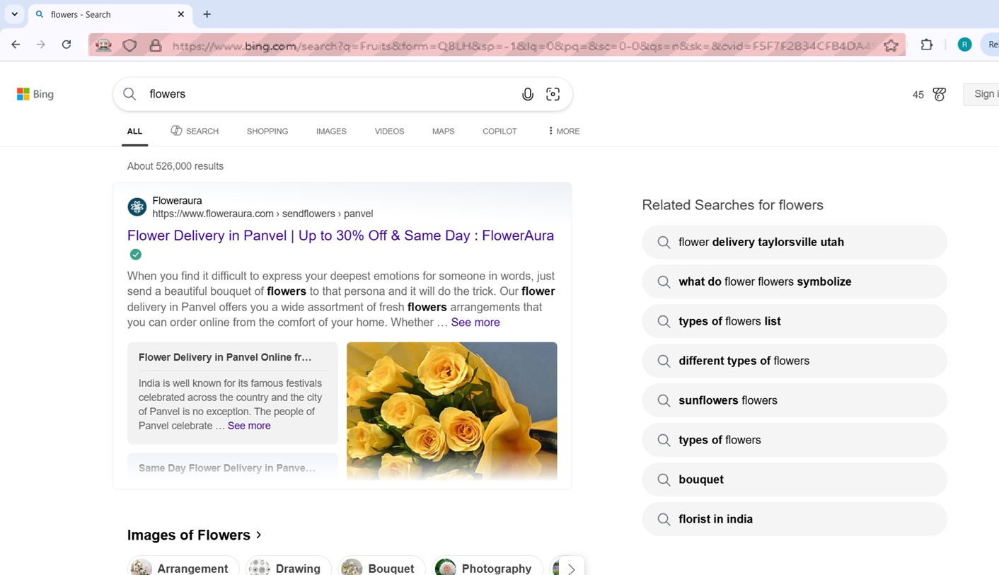 flowers - Search
https://www.bing.com/search?q=Fruits&form=QBLH&sp=-1&lq=0&pq=&sc=0-0&qs=n&sk=&cvid=F5F7F2834CFB4DA4
R
Re
Bing
flowers
45
Sign i
ALL SEARCH SHOPPING IMAGES VIDEOS MAPS COPILOT MORE
About 526,000 results
Floweraura
https://www.floweraura.com › sendflowers › panvel
Flower Delivery in Panvel | Up to 30% Off & Same Day : FlowerAura
When you find it difficult to express your deepest emotions for someone in words, just
send a beautiful bouquet of flowers to that persona and it will do the trick. Our flower
delivery in Panvel offers you a wide assortment of fresh flowers arrangements that
you can order online from the comfort of your home. Whether … See more
Flower Delivery in Panvel Online fr…
India is well known for its famous festivals
celebrated across the country and the city
of Panvel is no exception. The people of
Panvel celebrate … See more
Same Day Flower Delivery in Panve…
Images of Flowers ›
Arrangement
Drawing
Bouquet
Photography
Related Searches for flowers
flower delivery taylorsville utah
what do flower flowers symbolize
types of flowers list
different types of flowers
sunflowers flowers
types of flowers
bouquet
florist in india